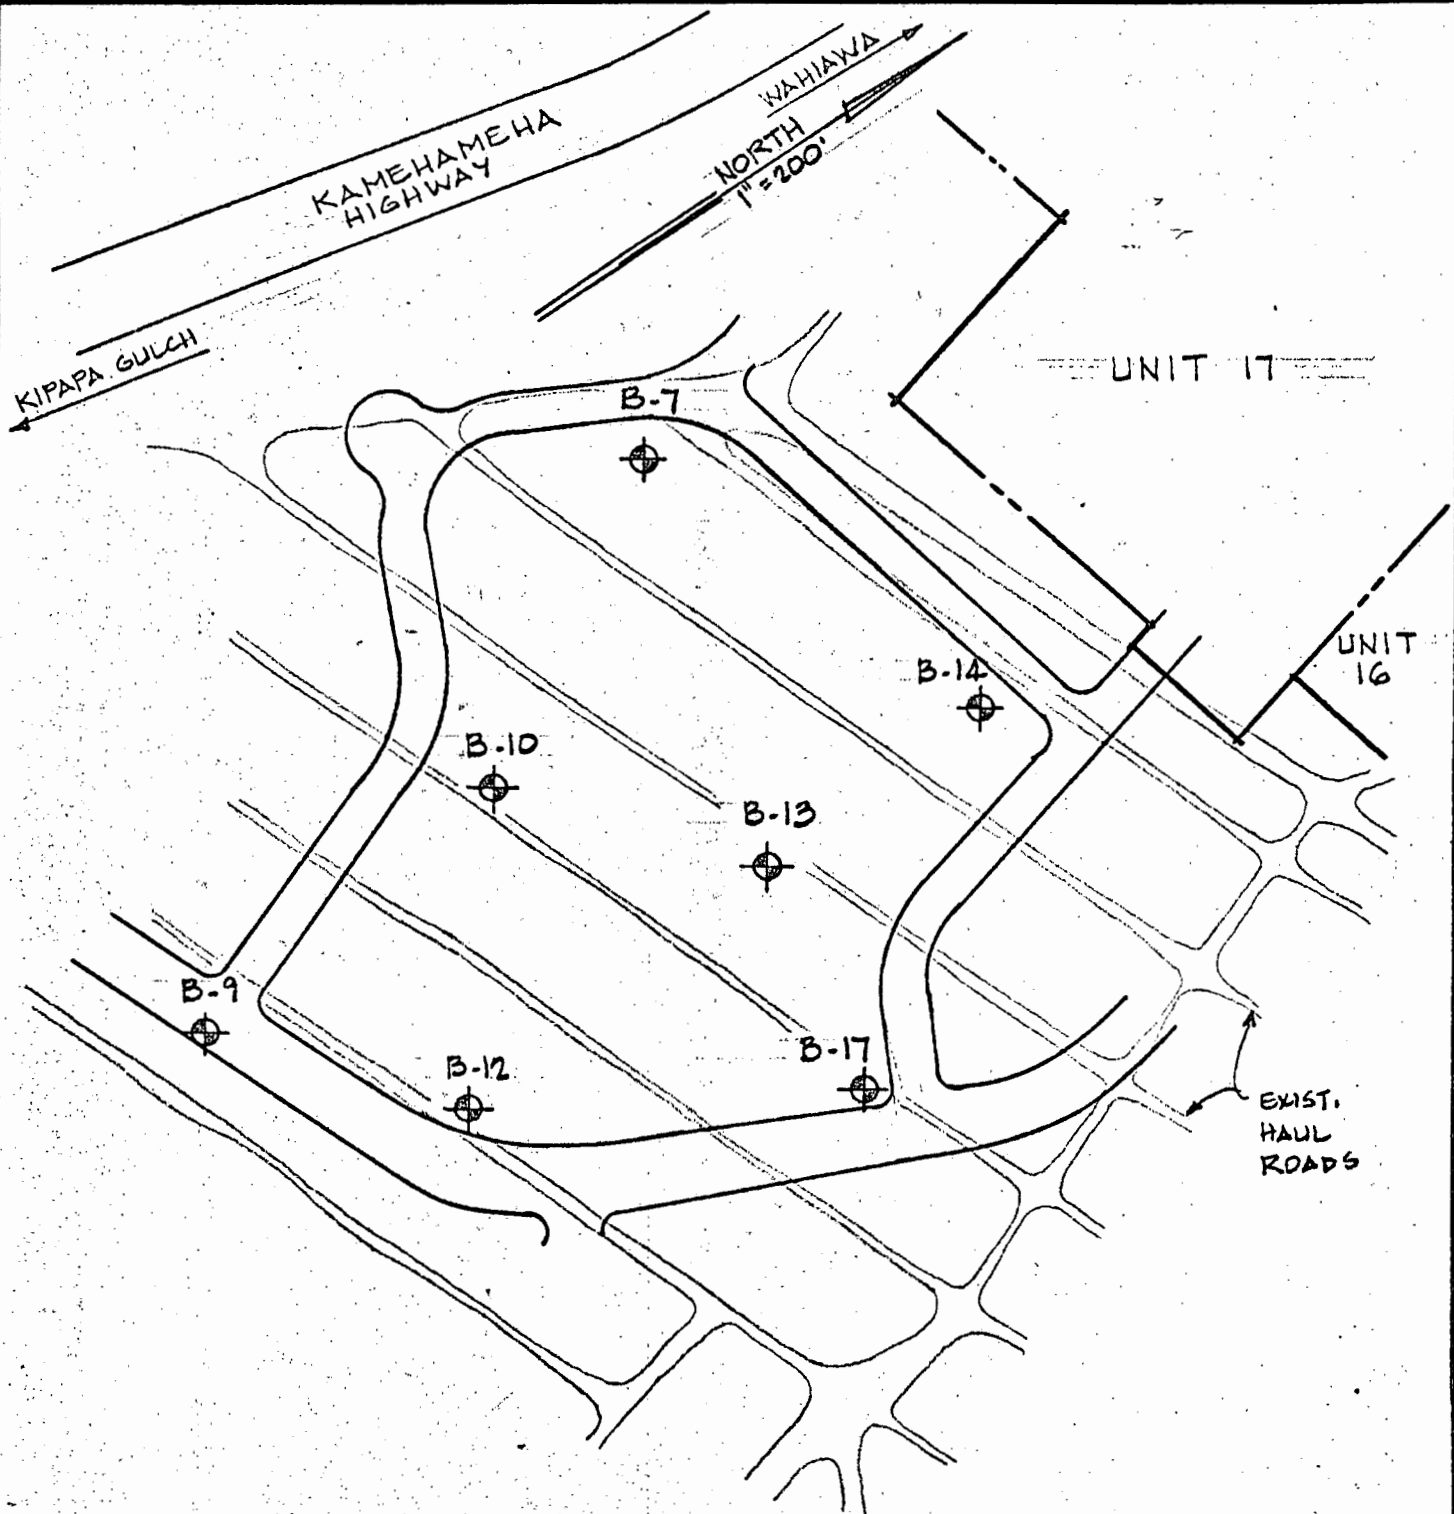 WAHIAWA
KAMEHAMEHA
HIGHWAY
NORTH
1" = 200'
KIPAPA GULCH
UNIT 17
B-7
UNIT
16
B-14
B-10
B-13
B-9
B-17
B-12
EXIST.
HAUL
ROADS